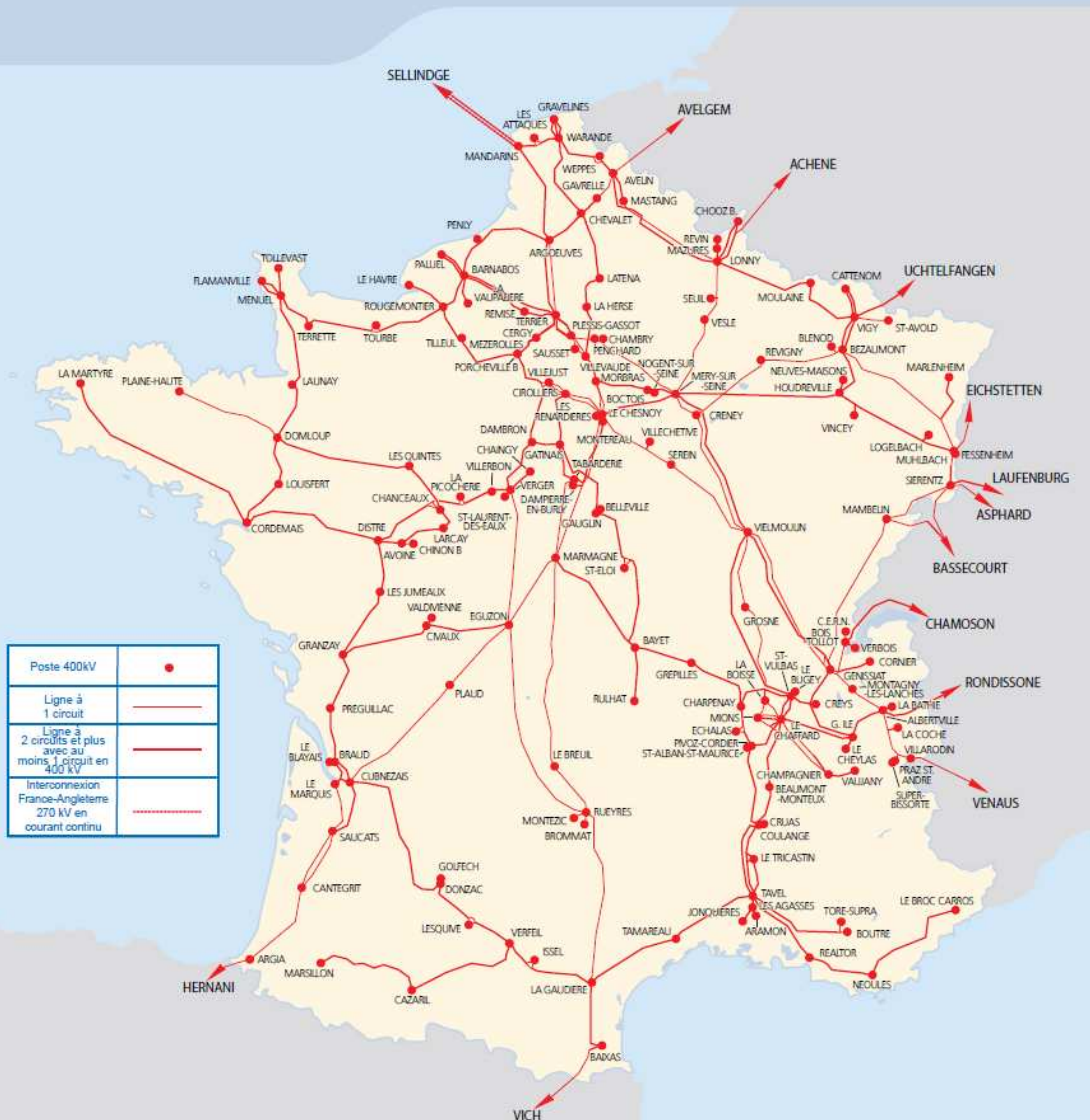 SELLINDGE
GRAVELINES
LES
ATTAQUES
AVELGEM
WARANDE
MANDARINS
WEPPES
ACHENE
GAVRELLE
AVELIN
MASTAING
CHOOZ B.
CHEVALET
PENLY
REVIN
MAZURES
ARGOEUVES
TOLLEVAST
PALUEL
LONNY
CATTENOM
UCHTELFANGEN
FLAMANVILLE
LE HAVRE
BARNABOS
LATENA
MOULAINE
MENUEL
LA
VAUPALIERE
SEUIL
ROUGEMONTIER
REMISE
LA HERSE
VIGY
ST-AVOLD
TERRIER
PLESSIS-GASSOT
VESLE
TERRETTE
TOURBE
CERGY
CHAMBRY
BLENOD
TILLEUL
MEZEROLLES
SAUSSET
PENCHARD
REVIGNY
BEZAUMONT
PORCHEVILLE B
NOGENT-SUR
-SEINE
NEUVES-MAISONS
MARLENHEIM
LA MARTYRE
PLAINE-HAUTE
VILLEJUST
VILLEVAUDE
MORBRAS
MERY-SUR
-SEINE
HOUDREVILLE
LAUNAY
CIROLLIERS
BOCTOIS
EICHSTETTEN
LES
RENARDIERES
LE CHESNOY
CRENEY
VINCEY
DAMBRON
VILLECHETIVE
LOGELBACH
DOMLOUP
CHAINGY
GATINAIS
MONTEREAU
MUHLBACH
FESSENHEIM
LES QUINTES
VILLERBON
SEREIN
LA
PICOCHERIE
TABARDERIE
SIERENTZ
LAUFENBURG
LOUISFERT
CHANCEAUX
VERGER
DAMPIERRE-
EN-BURLY
BELLEVILLE
MAMBELIN
ASPHARD
CORDEMAIS
DISTRE
ST-LAURENT-
DES-EAUX
GAUGLIN
VIELMOULIN
LARCAY
AVOINE
CHINON B
MARMAGNE
BASSECOURT
ST-ELOI
LES JUMEAUX
VALDIVIENNE
GROSNE
C.E.R.N.
BOIS
TOLLOT
CHAMOSON
EGUZON
CIVAUX
BAYET
VERBOIS
GRANZAY
ST-
VULBAS
LE
BUGEY
CORNIER
Poste 400kV
GREPILLES
LA
BOISSE
GENISSIAT
MONTAGNY
-LES-LANCHES
RONDISSONE
Ligne à
1 circuit
PLAUD
RULHAT
CHARPENAY
CREYS
LA BATHIE
PREGUILLAC
MIONS
G. ILE
ALBERTVILLE
Ligne à
2 circuits et plus
avec au
moins 1 circuit en
400 kV
ECHALAS
LE
CHAFFARD
LA COCHE
LE
BLAYAIS
BRAUD
LE BREUIL
PIVOZ-CORDIER
ST-ALBAN-ST-MAURICE
LE
CHEYLAS
VILLARODIN
CUBNEZAIS
CHAMPAGNIER
VAUJANY
PRAZ ST.
ANDRE
Interconnexion
France-Angleterre
270 kV en
courant continu
LE
MARQUIS
BEAUMONT
-MONTEUX
SUPER-
BISSORTE
VENAUS
RUEYRES
MONTEZIC
BROMMAT
CRUAS
COULANGE
SAUCATS
LE TRICASTIN
GOLFECH
DONZAC
CANTEGRIT
TAVEL
LES AGASSES
LE BROC CARROS
JONQUIERES
TORE-SUPRA
LESQUIVE
VERFEIL
TAMAREAU
ARAMON
BOUTRE
ARGIA
MARSILLON
ISSEL
REALTOR
HERNANI
CAZARIL
LA GAUDIERE
NEOULES
BAIXAS
VICH